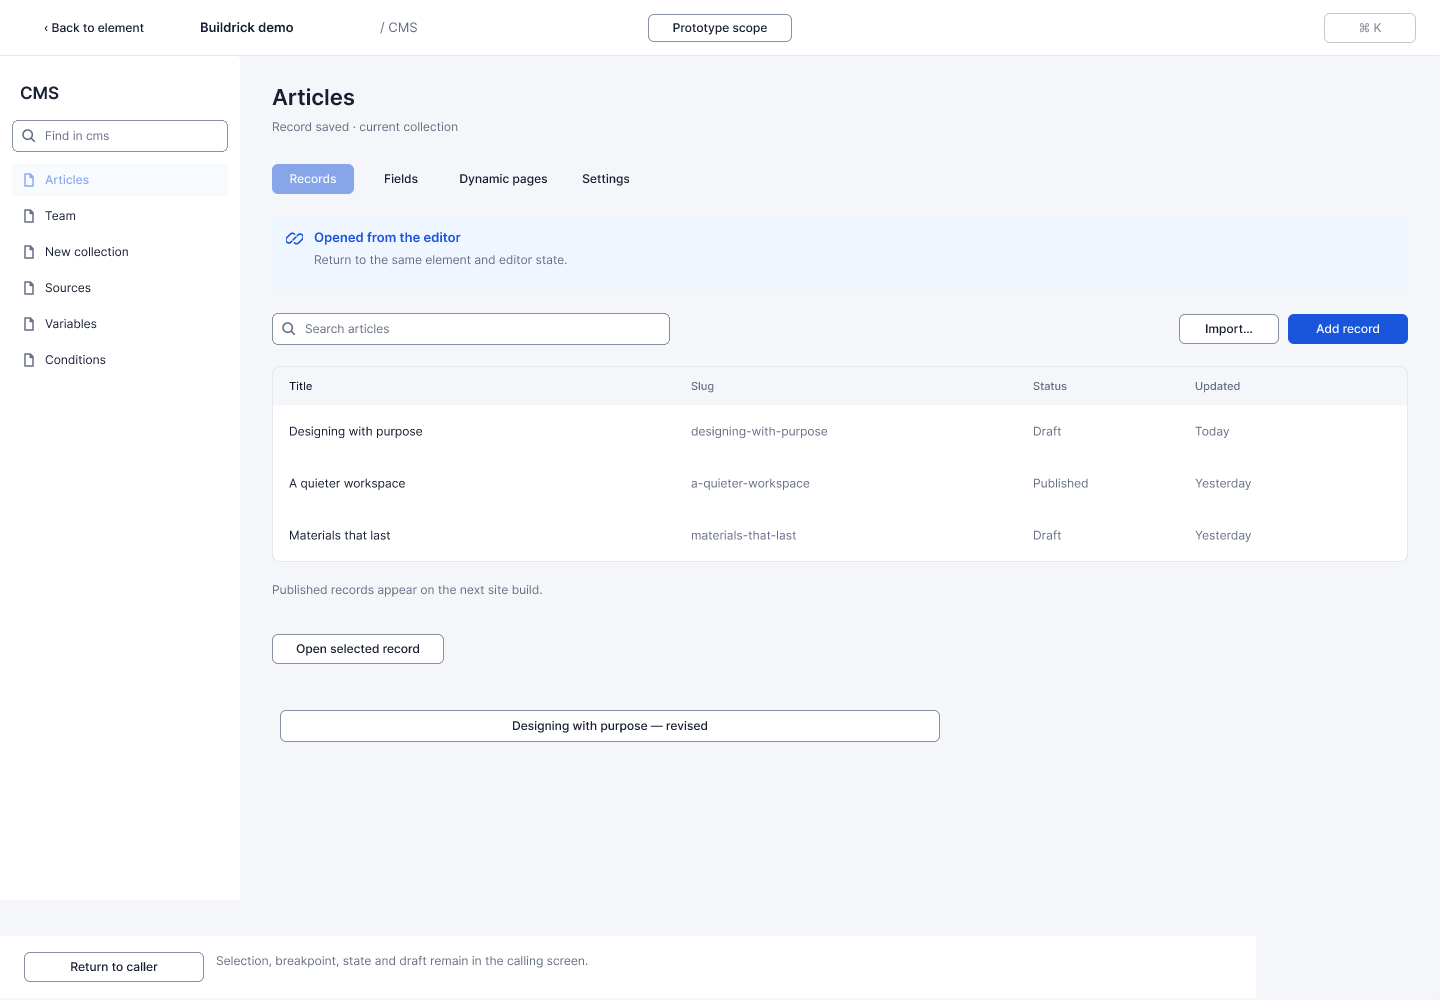 ‹ Back to element
Buildrick demo
/ CMS
Prototype scope
⌘ K
CMS
Find in cms
Articles
Team
New collection
Sources
Variables
Conditions
Articles
Record saved · current collection
Records
Fields
Dynamic pages
Settings
Opened from the editor
Return to the same element and editor state.
Search articles
Import...
Add record
Title Slug Status Updated
Designing with purpose designing-with-purpose Draft Today
A quieter workspace a-quieter-workspace Published Yesterday
Materials that last materials-that-last Draft Yesterday
Published records appear on the next site build.
Open selected record
Designing with purpose — revised
Return to caller
Selection, breakpoint, state and draft remain in the calling screen.